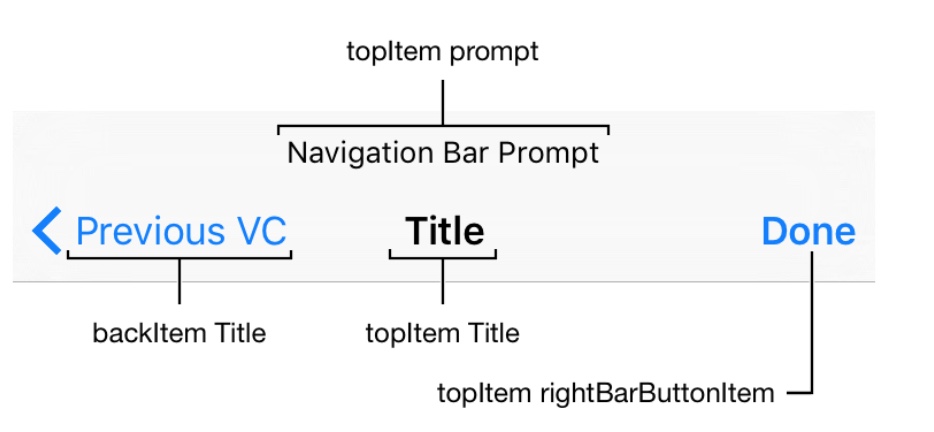 topItem prompt
Navigation Bar Prompt
Previous VC Title Done
backItem Title topItem Title
topItem rightBarButtonItem